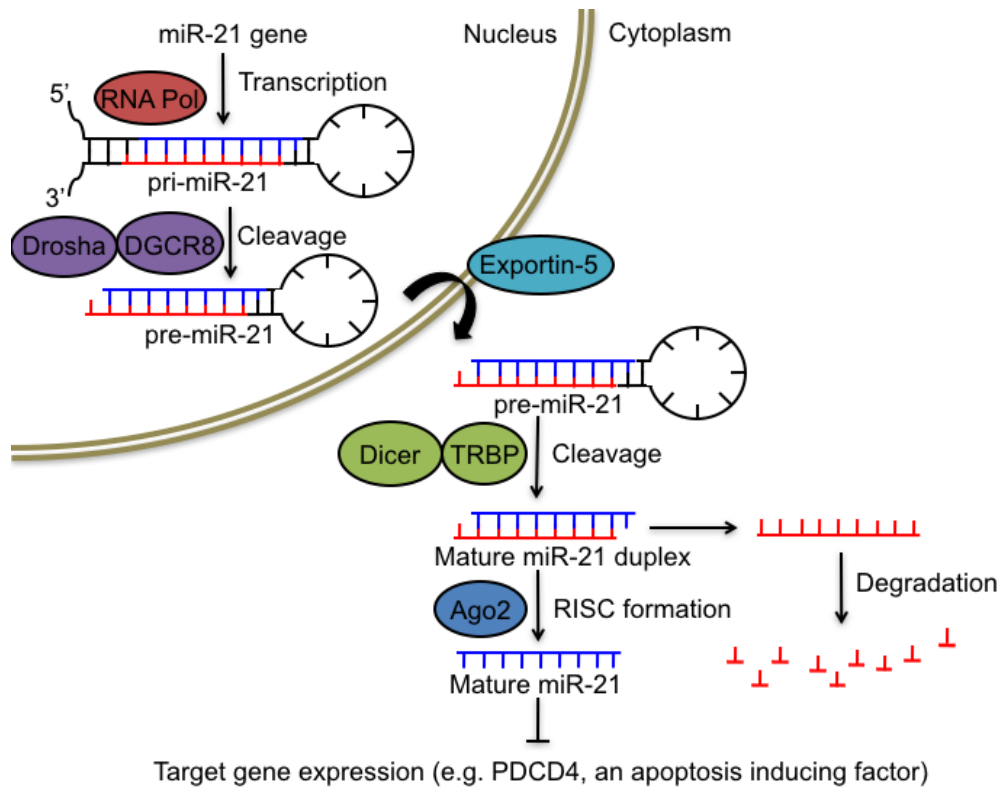 miR-21 gene
Nucleus
Cytoplasm
Transcription
5’
RNA Pol
pri-miR-21
3’
Drosha
DGCR8
Cleavage
Exportin-5
pre-miR-21
pre-miR-21
Dicer
TRBP
Cleavage
Mature miR-21 duplex
Degradation
Ago2
RISC formation
Mature miR-21
Target gene expression (e.g. PDCD4, an apoptosis inducing factor)